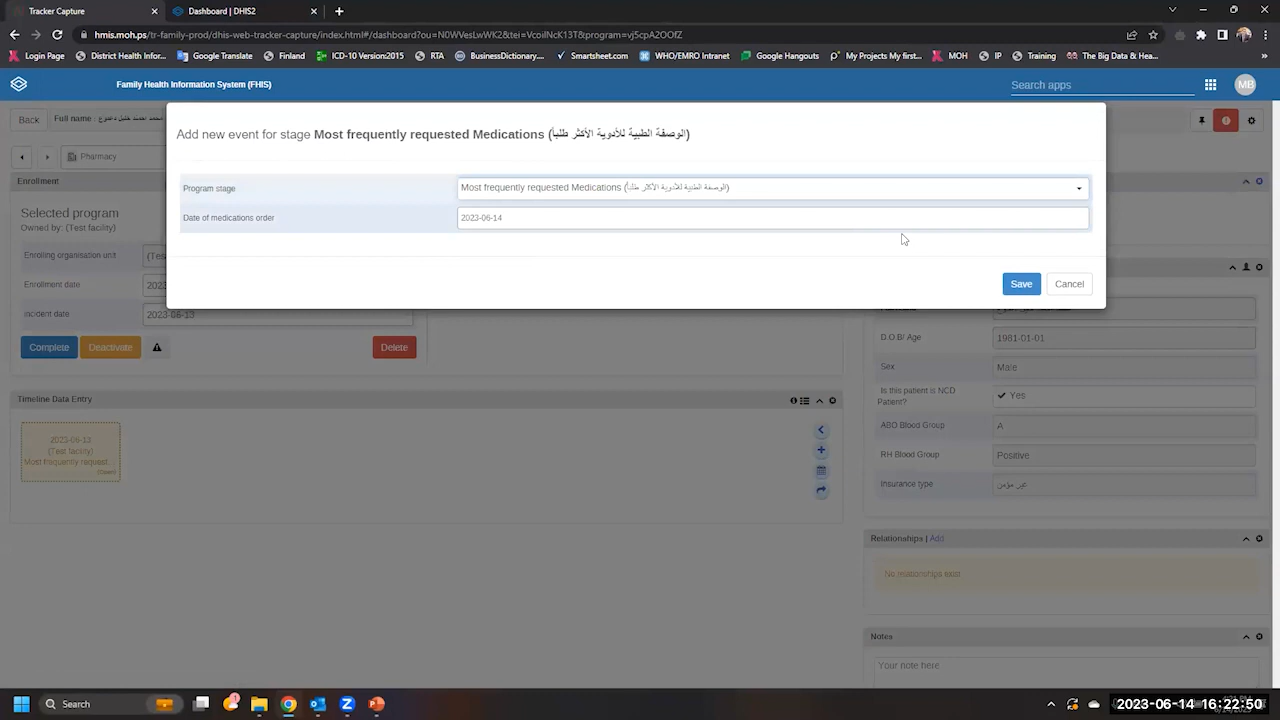 Tracker Capture
Dashboard | DHIS2
hmis.moh.ps/tr-family-prod/dhis-web-tracker-capture/index.html#/dashboard?ou=N0WVesLwWK2&tei=VcoilNcK13T&program=vj5cpA2OOfZ
Login Page
District Health Infor...
Google Translate
Finland
ICD-10 Version2015
RTA
BusinessDictionary....
Smartsheet.com
WHO/EMRO Intranet
Google Hangouts
My Projects My first...
MOH
IP
Training
The Big Data & Hea...
Family Health Information System (FHIS)
Search apps
MB
Back
Full name :
Pharmacy
Add new event for stage Most frequently requested Medications (الوصفة الطبية للأدوية الأكثر طلباً)
Program stage
Most frequently requested Medications (الوصفة الطبية للأدوية الأكثر طلباً)
Date of medications order
2023-06-14
Save
Cancel
Enrollment
Selected program
Owned by: (Test facility)
Enrolling organisation unit
(Tes
Enrollment date
2023
incident date
2023-06-13
Complete
Deactivate
Delete
D.O.B/ Age
1981-01-01
Sex
Male
Is this patient is NCD
Patient?
Yes
ABO Blood Group
A
RH Blood Group
Positive
Insurance type
غير مؤمن
Timeline Data Entry
2023-06-13
(Test facility)
Most frequently request...
Relationships | Add
No relationships exist
Notes
Your note here
Search
2023-06-14 16:22:50